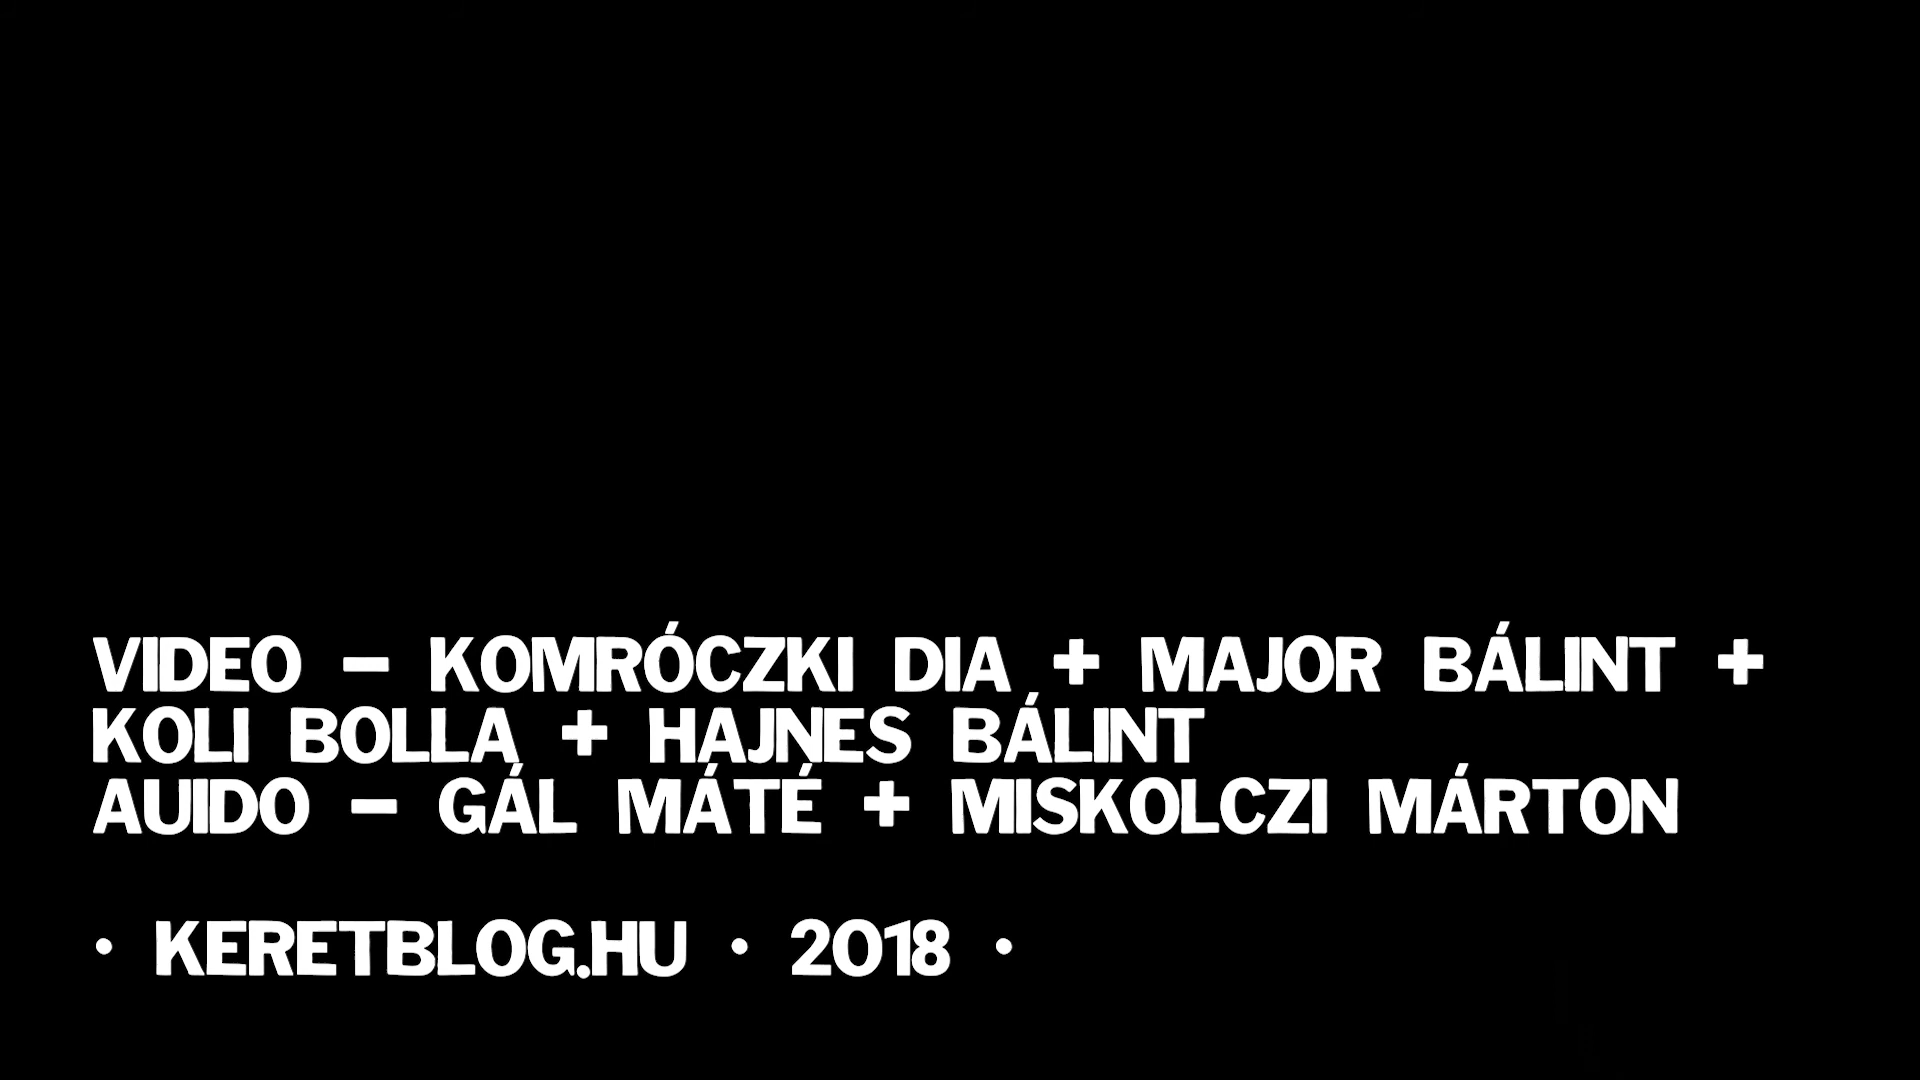 VIDEO – KOMRÓCZKI DIA + MAJOR BÁLINT +
KOLI BOLLA + HAJNES BÁLINT
AUIDO – GÁL MÁTÉ + MISKOLCZI MÁRTON
• KERETBLOG.HU • 2018 •